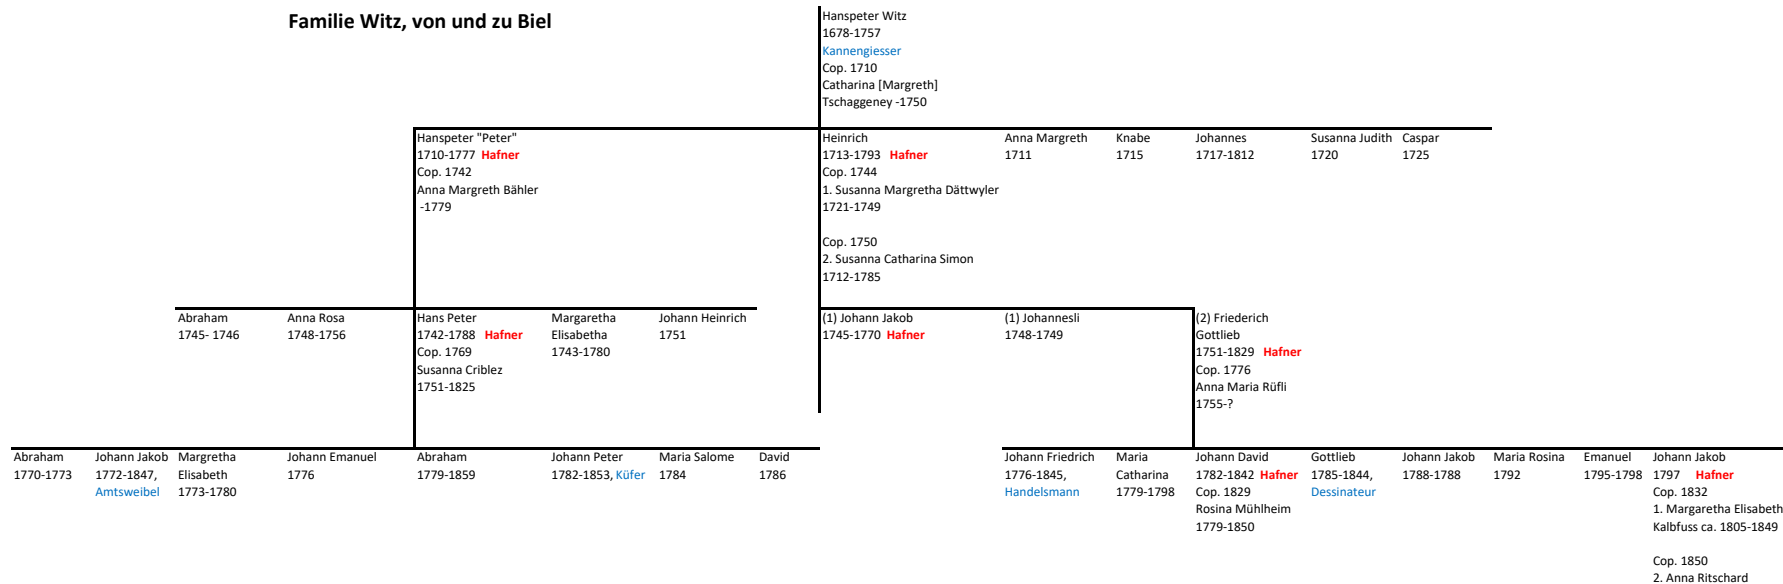 Familie Witz, von und zu Biel
Hanspeter Witz
1678-1757
Kannengiesser
Cop. 1710
Catharina [Margreth]
Tschaggeney -1750
Hanspeter "Peter"
1710-1777 Hafner
Cop. 1742
Anna Margreth Bähler
-1779
Heinrich
1713-1793 Hafner
Cop. 1744
1. Susanna Margretha Dättwyler
1721-1749
Cop. 1750
2. Susanna Catharina Simon
1712-1785
Anna Margreth
1711
Knabe
1715
Johannes
1717-1812
Susanna Judith
1720
Caspar
1725
Abraham
1745- 1746
Anna Rosa
1748-1756
Hans Peter
1742-1788 Hafner
Cop. 1769
Susanna Criblez
1751-1825
Margaretha
Elisabetha
1743-1780
Johann Heinrich
1751
(1) Johann Jakob
1745-1770 Hafner
(1) Johannesli
1748-1749
(2) Friederich
Gottlieb
1751-1829 Hafner
Cop. 1776
Anna Maria Rüfli
1755-?
Abraham
1770-1773
Johann Jakob
1772-1847,
Amtsweibel
Margretha
Elisabeth
1773-1780
Johann Emanuel
1776
Abraham
1779-1859
Johann Peter
1782-1853, Küfer
Maria Salome
1784
David
1786
Johann Friedrich
1776-1845,
Handelsmann
Maria
Catharina
1779-1798
Johann David
1782-1842 Hafner
Cop. 1829
Rosina Mühlheim
1779-1850
Gottlieb
1785-1844,
Dessinateur
Johann Jakob
1788-1788
Maria Rosina
1792
Emanuel
1795-1798
Johann Jakob
1797 Hafner
Cop. 1832
1. Margaretha Elisabeth
Kalbfuss ca. 1805-1849
Cop. 1850
2. Anna Ritschard